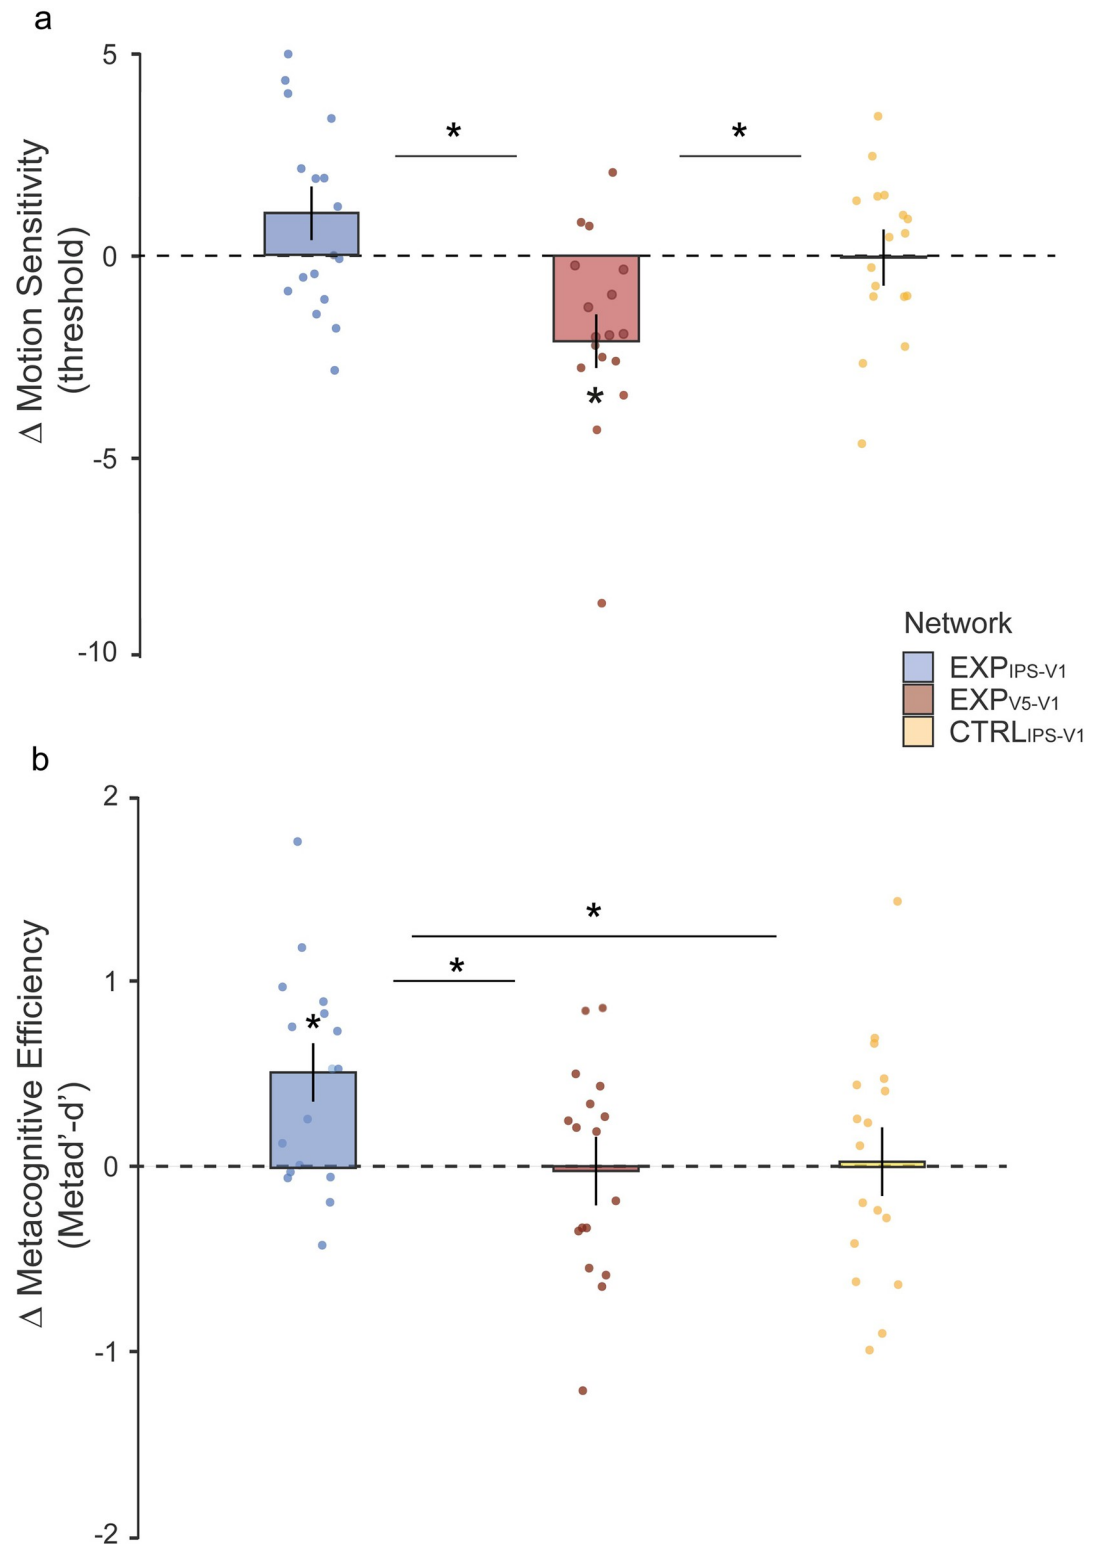 a
5
0
-5
-10
Δ Motion Sensitivity
(threshold)
*
*
*
Network
EXPIPS-V1
EXPV5-V1
CTRLIPS-V1
b
2
1
0
-1
-2
Δ Metacognitive Efficiency
(Metad'-d')
*
*
*